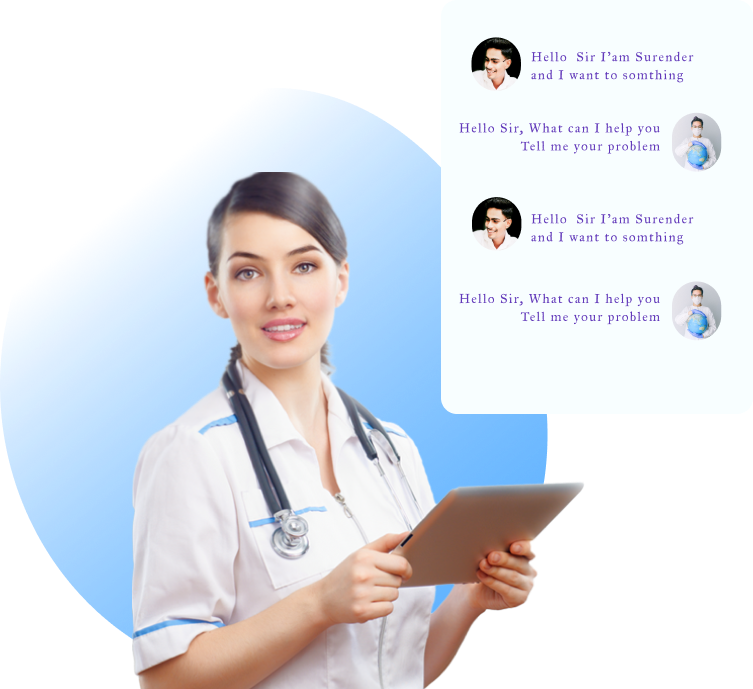 Hello Sir I'am Surender
and I want to somthing
Hello Sir, What can I help you
Tell me your problem
Hello Sir I'am Surender
and I want to somthing
Hello Sir, What can I help you
Tell me your problem